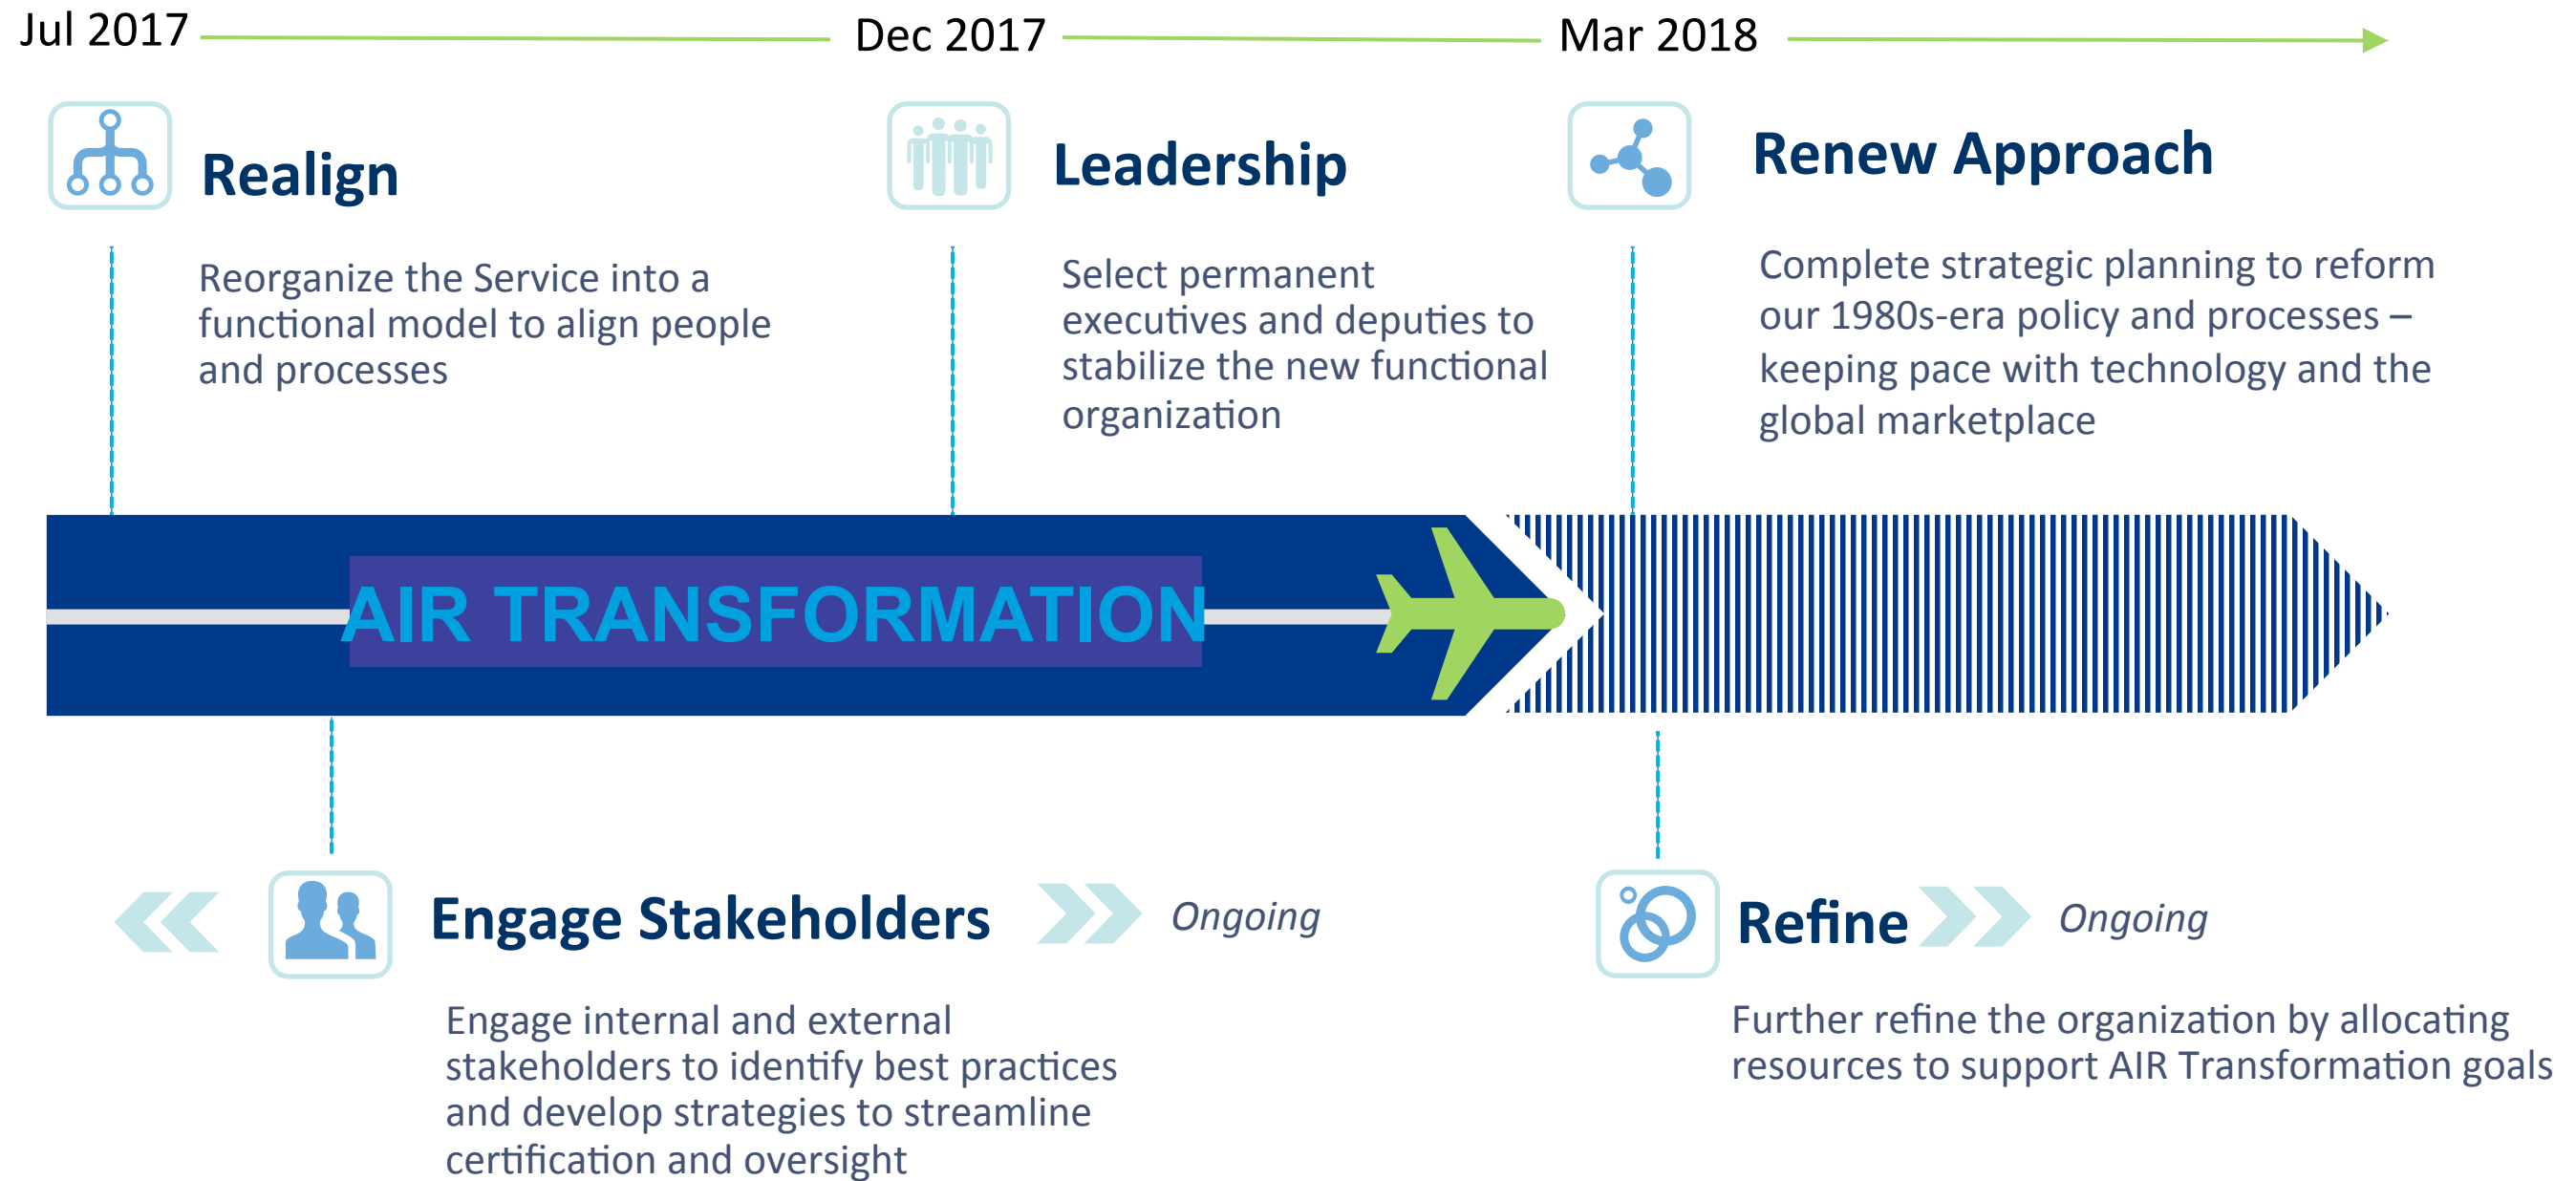 Jul 2017
Dec 2017
Mar 2018
Realign
Reorganize the Service into a
functional model to align people
and processes
Leadership
Select permanent
executives and deputies to
stabilize the new functional
organization
Renew Approach
Complete strategic planning to reform
our 1980s-era policy and processes –
keeping pace with technology and the
global marketplace
AIR TRANSFORMATION
Engage Stakeholders
Ongoing
Engage internal and external
stakeholders to identify best practices
and develop strategies to streamline
certification and oversight
Refine
Ongoing
Further refine the organization by allocating
resources to support AIR Transformation goals